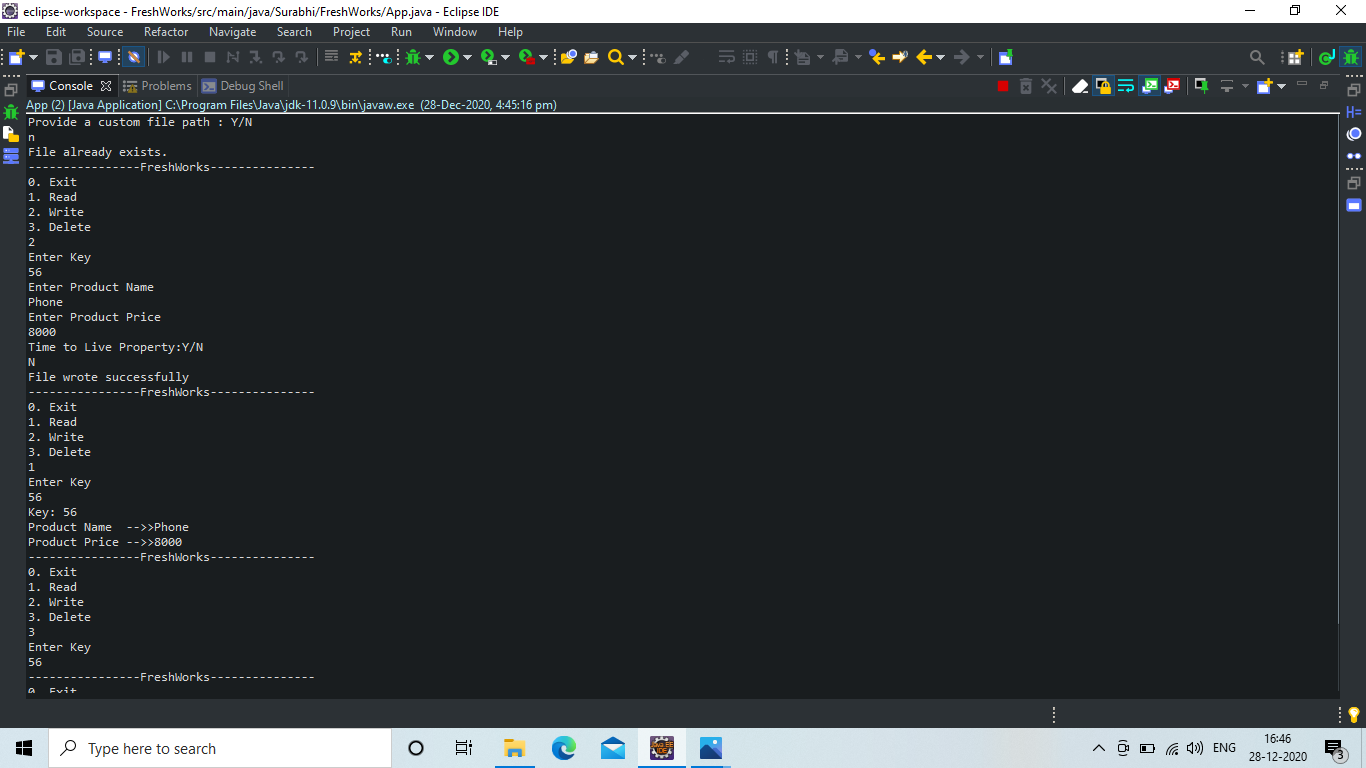 eclipse-workspace - FreshWorks/src/main/java/Surabhi/FreshWorks/App.java - Eclipse IDE
File Edit Source Refactor Navigate Search Project Run Window Help
Console Problems Debug Shell
App (2) [Java Application] C:\Program Files\Java\jdk-11.0.9\bin\javaw.exe (28-Dec-2020, 4:45:16 pm)
Provide a custom file path : Y/N
n
File already exists.
----------------FreshWorks---------------
0. Exit
1. Read
2. Write
3. Delete
2
Enter Key
56
Enter Product Name
Phone
Enter Product Price
8000
Time to Live Property:Y/N
N
File wrote successfully
----------------FreshWorks---------------
0. Exit
1. Read
2. Write
3. Delete
1
Enter Key
56
Key: 56
Product Name  -->>Phone
Product Price -->>8000
----------------FreshWorks---------------
0. Exit
1. Read
2. Write
3. Delete
3
Enter Key
56
----------------FreshWorks---------------
0. Exit
Type here to search
ENG
16:46
28-12-2020
3